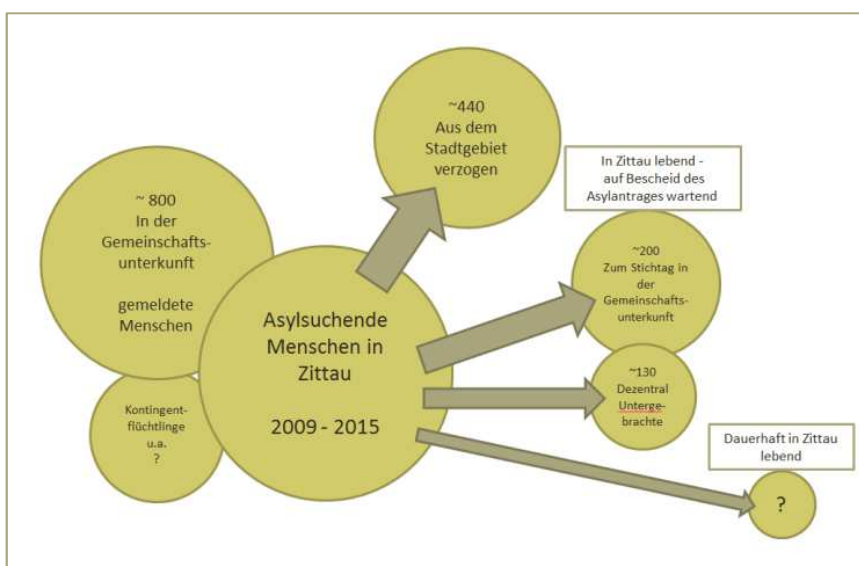 ~440
Aus dem
Stadtgebiet
verzogen
In Zittau lebend -
auf Bescheid des
Asylantrages wartend
~ 800
In der
Gemeinschafts-
unterkunft
gemeldete
Menschen
~200
Zum Stichtag in
der
Gemeinschafts-
unterkunft
Asylsuchende
Menschen in
Zittau
2009 - 2015
~130
Dezentral
Unterge-
brachte
Kontingent-
flüchtlinge
u.a.
?
Dauerhaft in Zittau
lebend
?